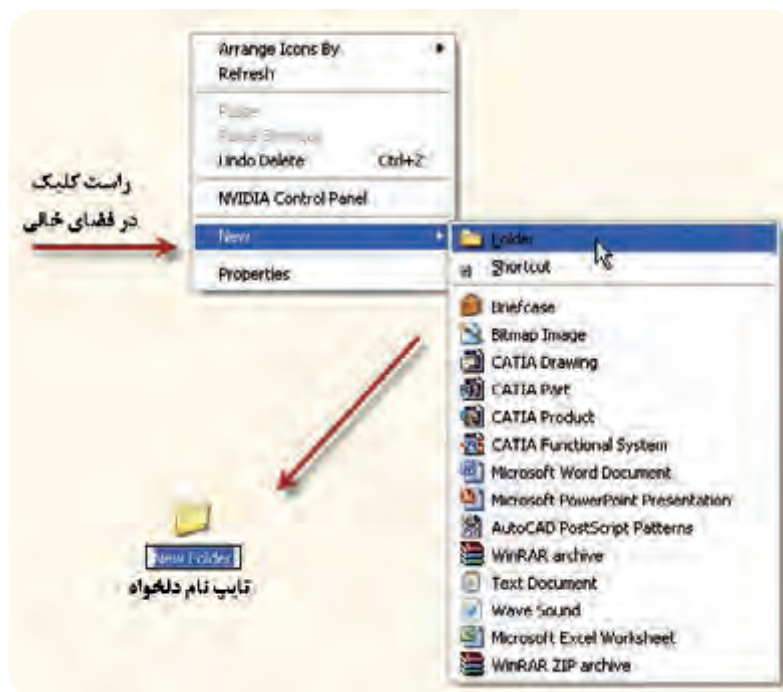 Arrange Icons By
Refresh
Paste
Paste Shortcut
Undo Delete Ctrl+Z
NVIDIA Control Panel
New
Properties
راست کلیک
در فضای خالی
Folder
Shortcut
Briefcase
Bitmap Image
CATIA Drawing
CATIA Part
CATIA Product
CATIA Functional System
Microsoft Word Document
Microsoft PowerPoint Presentation
AutoCAD PostScript Patterns
WinRAR archive
Text Document
Wave Sound
Microsoft Excel Worksheet
WinRAR ZIP archive
New Folder
تایپ نام دلخواه